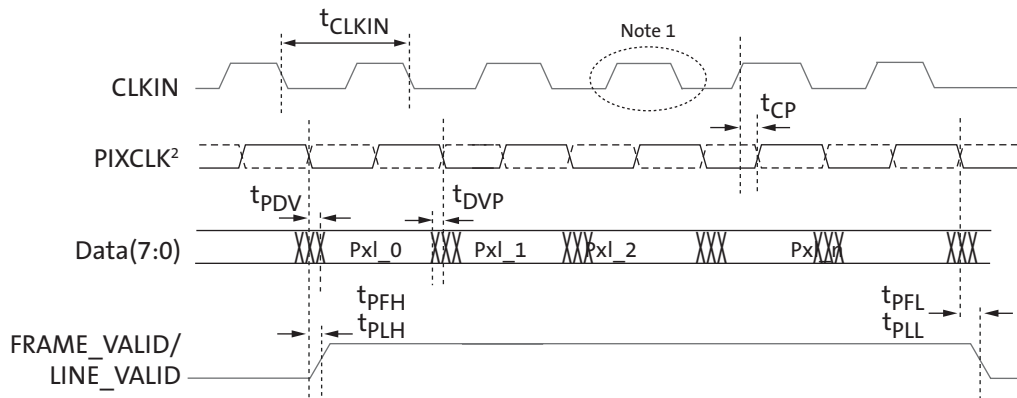 tCLKIN
Note 1
CLKIN
tCP
PIXCLK²
tPDV
tDVP
Data(7:0)
Pxl_0
Pxl_1
Pxl_2
Pxl_n
tPFH
tPFL
tPLH
tPLL
FRAME_VALID/
LINE_VALID